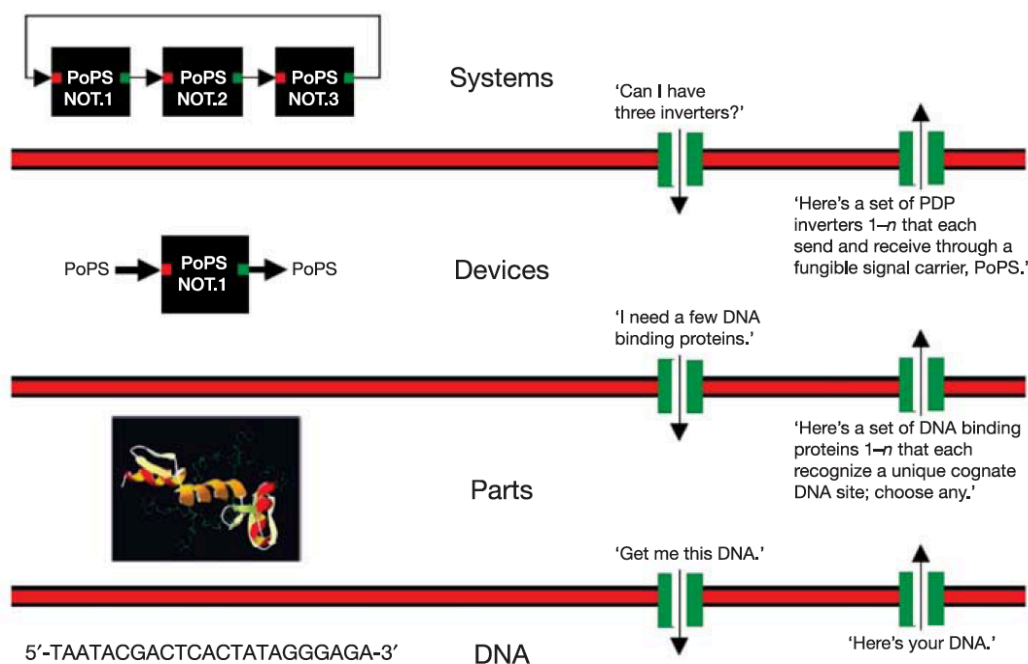 PoPS
NOT.1
PoPS
NOT.2
PoPS
NOT.3
Systems
‘Can I have
three inverters?’
‘Here’s a set of PDP
inverters 1–n that each
send and receive through a
fungible signal carrier, PoPS.’
PoPS
PoPS
NOT.1
PoPS
Devices
‘I need a few DNA
binding proteins.’
‘Here’s a set of DNA binding
proteins 1–n that each
recognize a unique cognate
DNA site; choose any.’
Parts
‘Get me this DNA.’
5′-TAATACGACTCACTATAGGGAGA-3′
DNA
‘Here’s your DNA.’